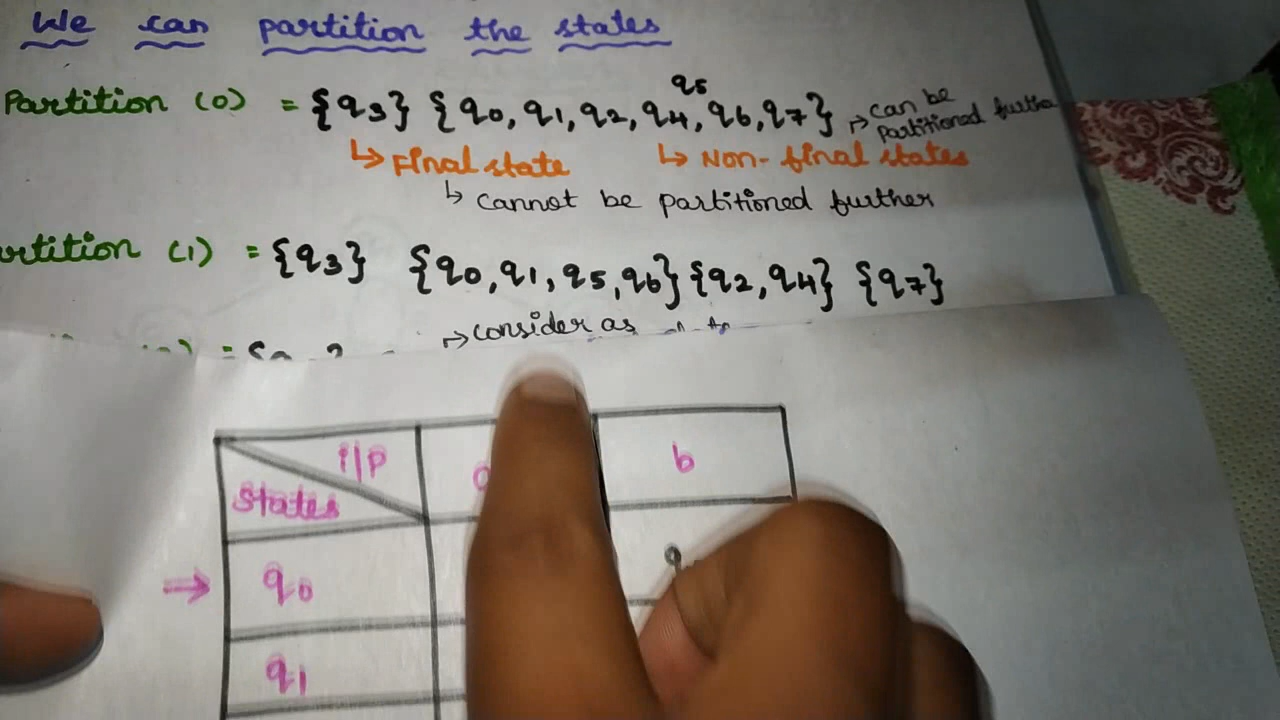 We can partition the states
q5
Partition (0) = {q3} {q0, q1, q2, q4, q6, q7} ↱ can be
partitioned further
↳ Final state ↳ Non-final states
↳ cannot be partitioned further
rtition (1) = {q3} {q0, q1, q5, q6} {q2, q4} {q7}
↱ consider as
i/p
b
States
→ q0
q1